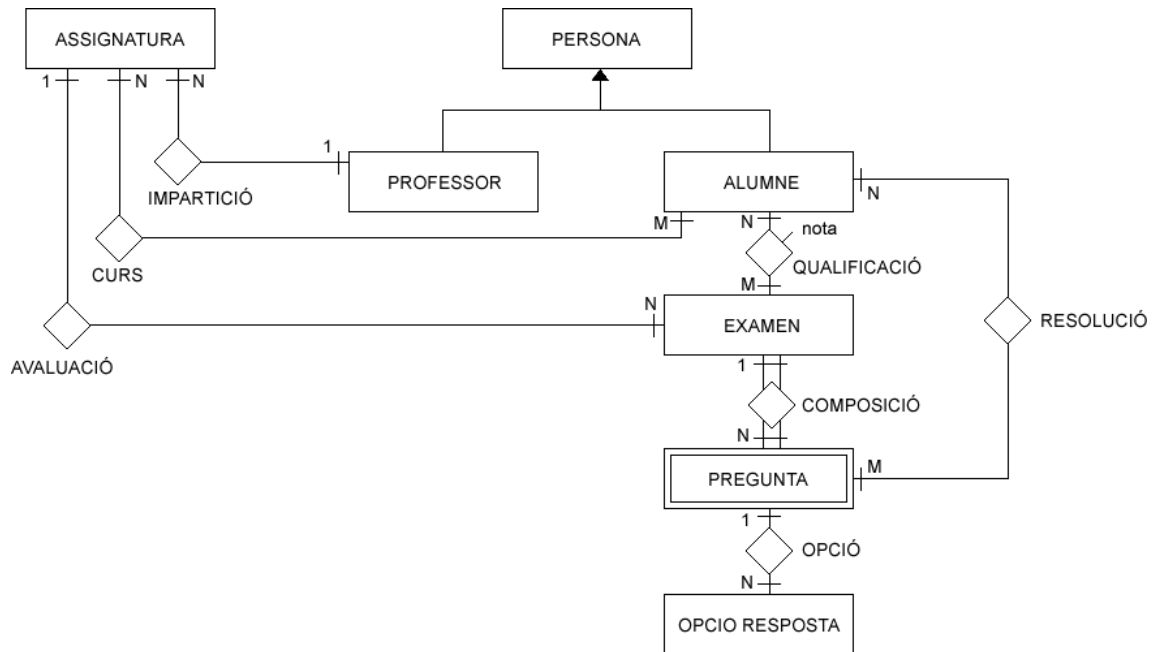 ASSIGNATURA
PERSONA
1
N
N
1
IMPARTICIÓ
PROFESSOR
ALUMNE
N
M
N
nota
CURS
QUALIFICACIÓ
M
N
EXAMEN
RESOLUCIÓ
AVALUACIÓ
1
COMPOSICIÓ
N
PREGUNTA
M
1
OPCIÓ
N
OPCIO RESPOSTA